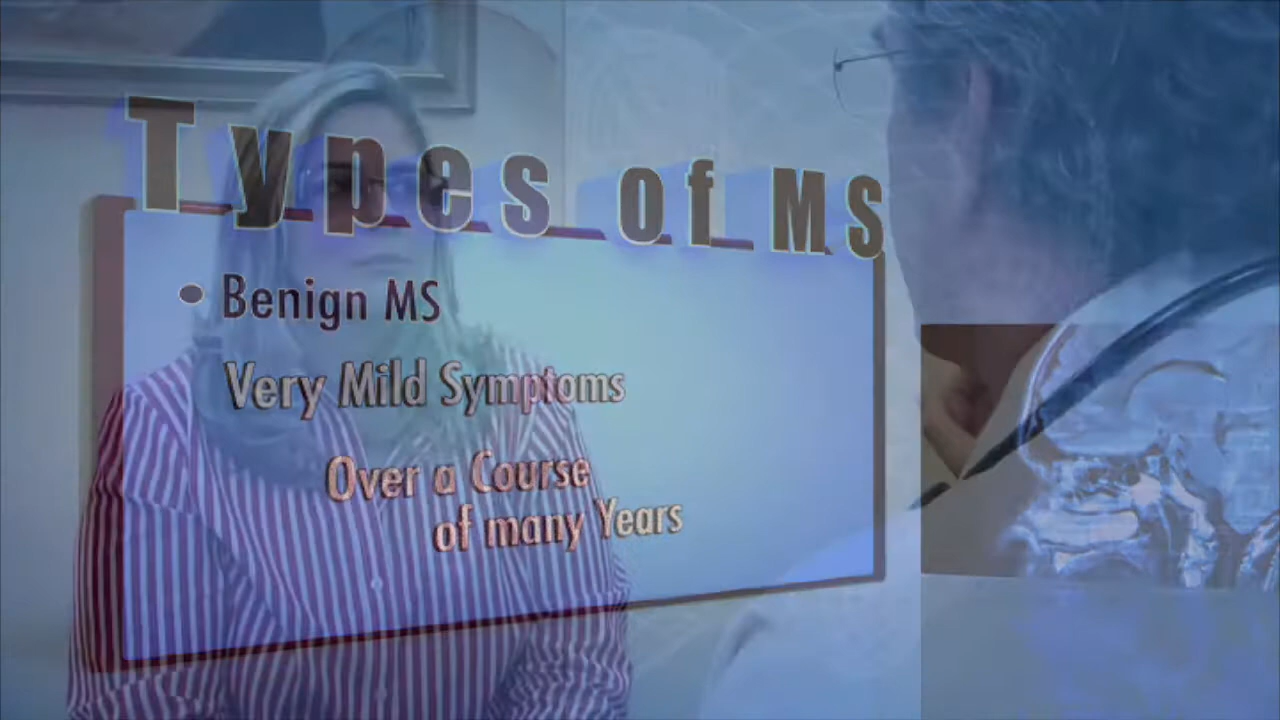 Types of MS
• Benign MS
Very Mild Symptoms
Over a Course
of many Years